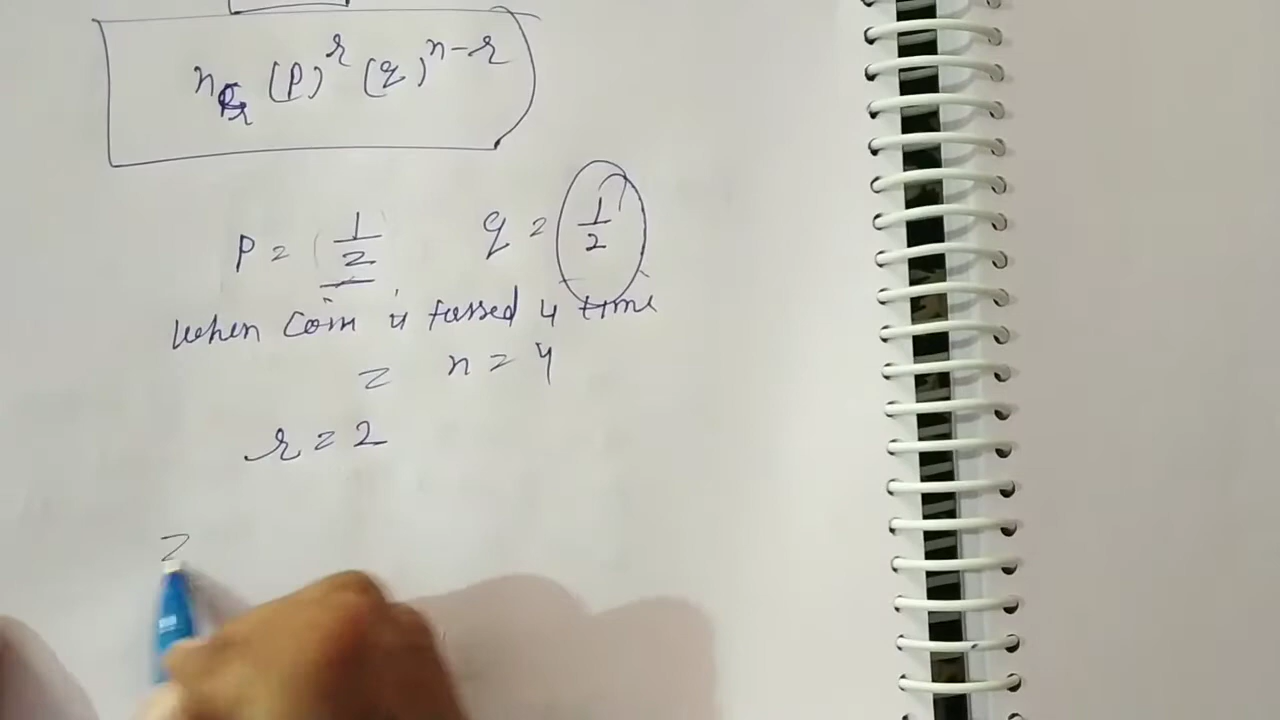 nCr (p)^r (q)^n-r
p = 1/2 q = 1/2
When Coin is tossed 4 time
= n = 4
r = 2
=